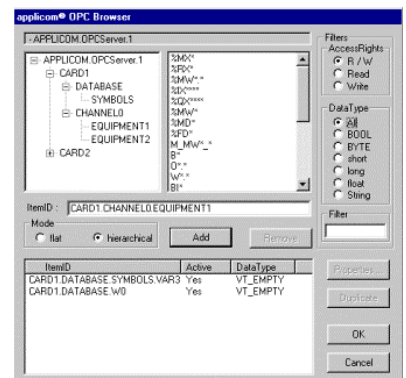 applicom® OPC Browser
- APPLICOM.OPCServer.1
APPLICOM.OPCServer.1
CARD1
DATABASE
SYMBOLS
CHANNEL0
EQUIPMENT1
EQUIPMENT2
CARD2
%MX*
%RX*
%MW*.*
%IX****
%QX****
%MW*
%MD*
%FD*
M_MW*_*
B*
O*.*
W*.*
BI*
ItemID : CARD1.CHANNEL0.EQUIPMENT1
Mode
flat
hierarchical
Add
Remove
Filters
AccessRights
R / W
Read
Write
DataType
All
BOOL
BYTE
short
long
float
String
Filter
ItemID Active DataType
CARD1.DATABASE.SYMBOLS.VAR3 Yes VT_EMPTY
CARD1.DATABASE.W0 Yes VT_EMPTY
Properties...
Duplicate
OK
Cancel